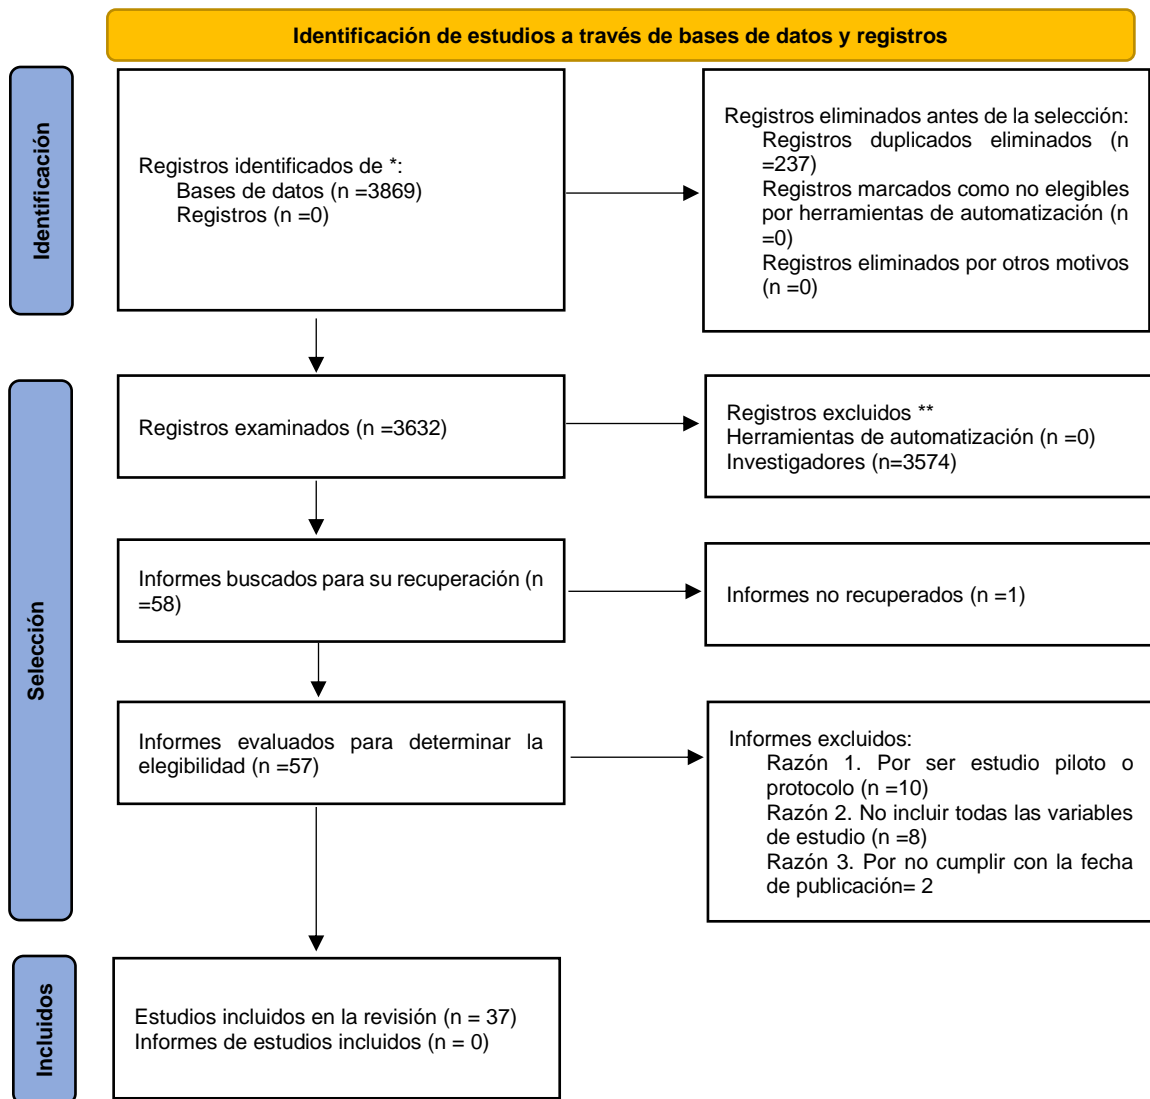 Identificación de estudios a través de bases de datos y registros
Identificación
Registros identificados de *:
Bases de datos (n =3869)
Registros (n =0)
Registros eliminados antes de la selección:
Registros duplicados eliminados (n
=237)
Registros marcados como no elegibles
por herramientas de automatización (n
=0)
Registros eliminados por otros motivos
(n =0)
Selección
Registros examinados (n =3632)
Registros excluidos **
Herramientas de automatización (n =0)
Investigadores (n=3574)
Informes buscados para su recuperación (n
=58)
Informes no recuperados (n =1)
Informes evaluados para determinar la
elegibilidad (n =57)
Informes excluidos:
Razón 1. Por ser estudio piloto o
protocolo (n =10)
Razón 2. No incluir todas las variables
de estudio (n =8)
Razón 3. Por no cumplir con la fecha
de publicación= 2
Incluidos
Estudios incluidos en la revisión (n = 37)
Informes de estudios incluidos (n = 0)